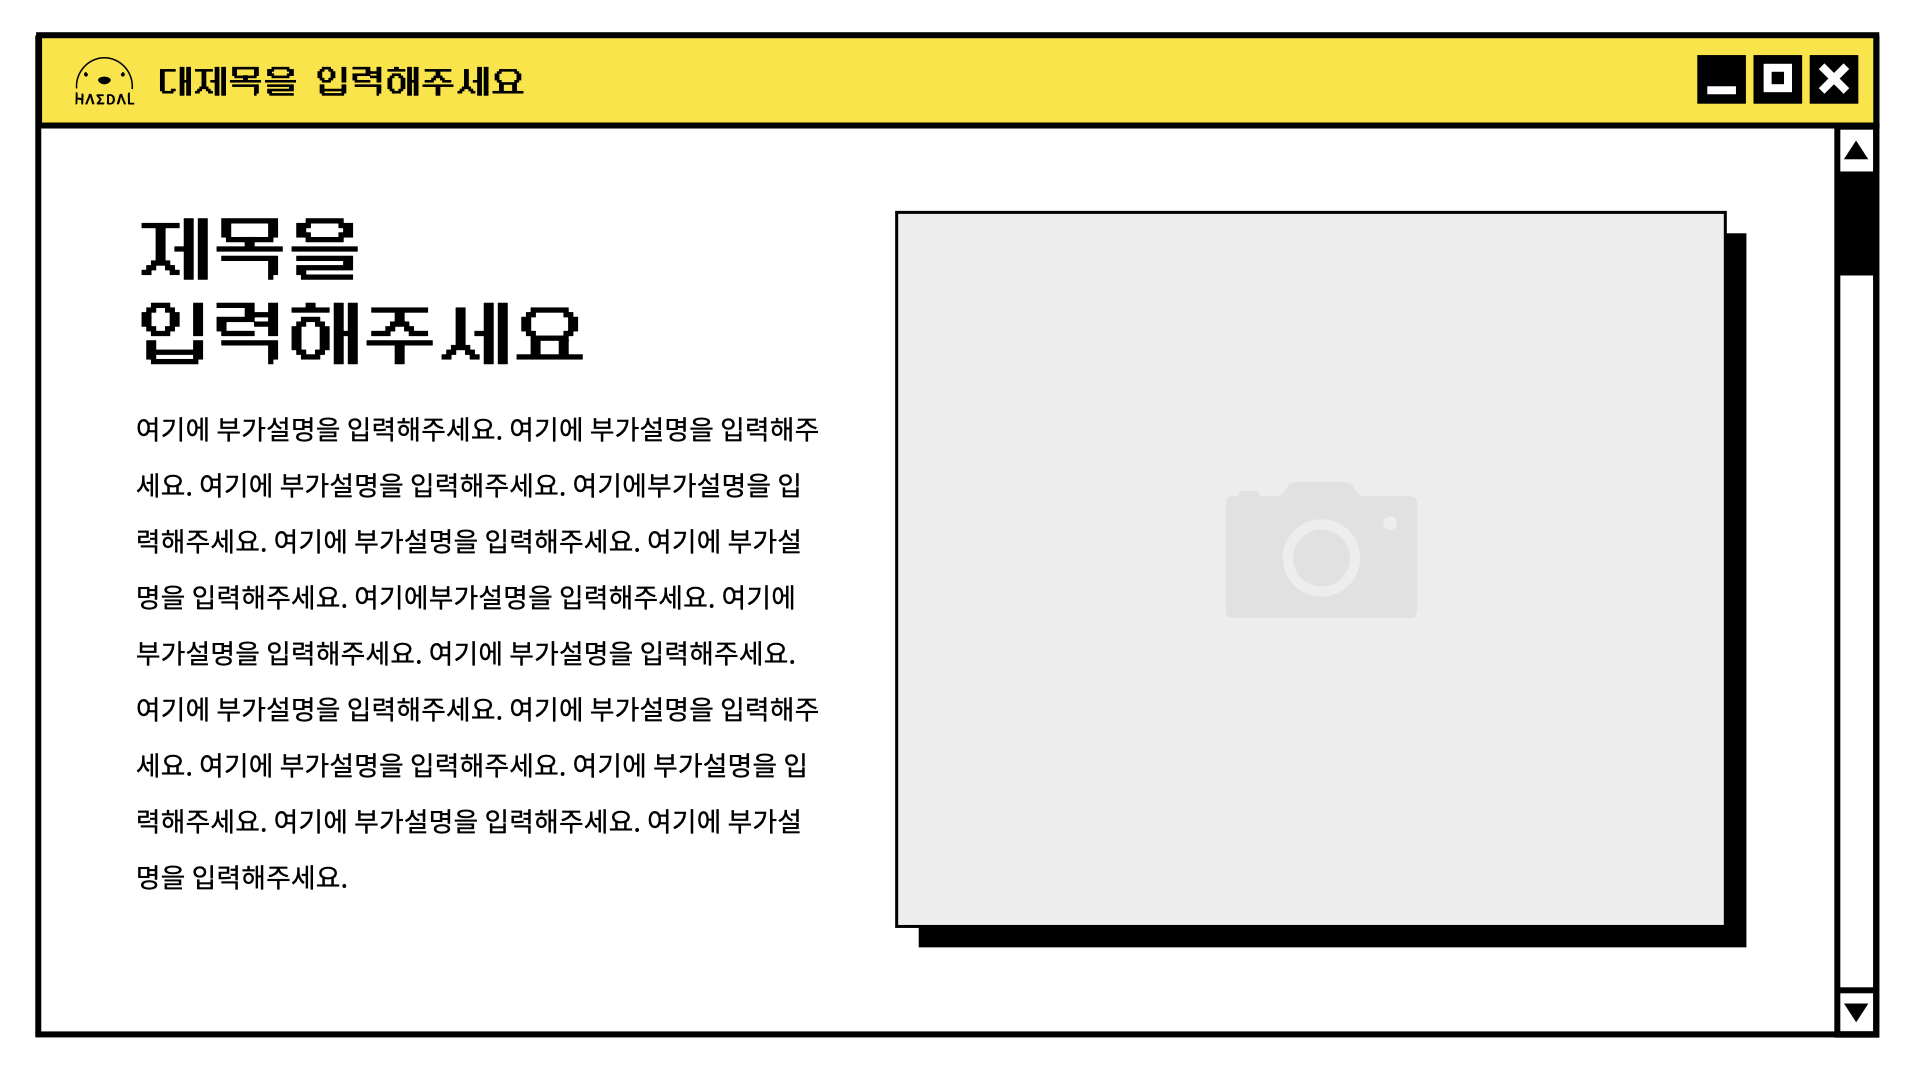 HAEDAL
대제목을 입력해주세요
제목을
입력해주세요
여기에 부가설명을 입력해주세요. 여기에 부가설명을 입력해주
세요. 여기에 부가설명을 입력해주세요. 여기에부가설명을 입
력해주세요. 여기에 부가설명을 입력해주세요. 여기에 부가설
명을 입력해주세요. 여기에부가설명을 입력해주세요. 여기에
부가설명을 입력해주세요. 여기에 부가설명을 입력해주세요.
여기에 부가설명을 입력해주세요. 여기에 부가설명을 입력해주
세요. 여기에 부가설명을 입력해주세요. 여기에 부가설명을 입
력해주세요. 여기에 부가설명을 입력해주세요. 여기에 부가설
명을 입력해주세요.